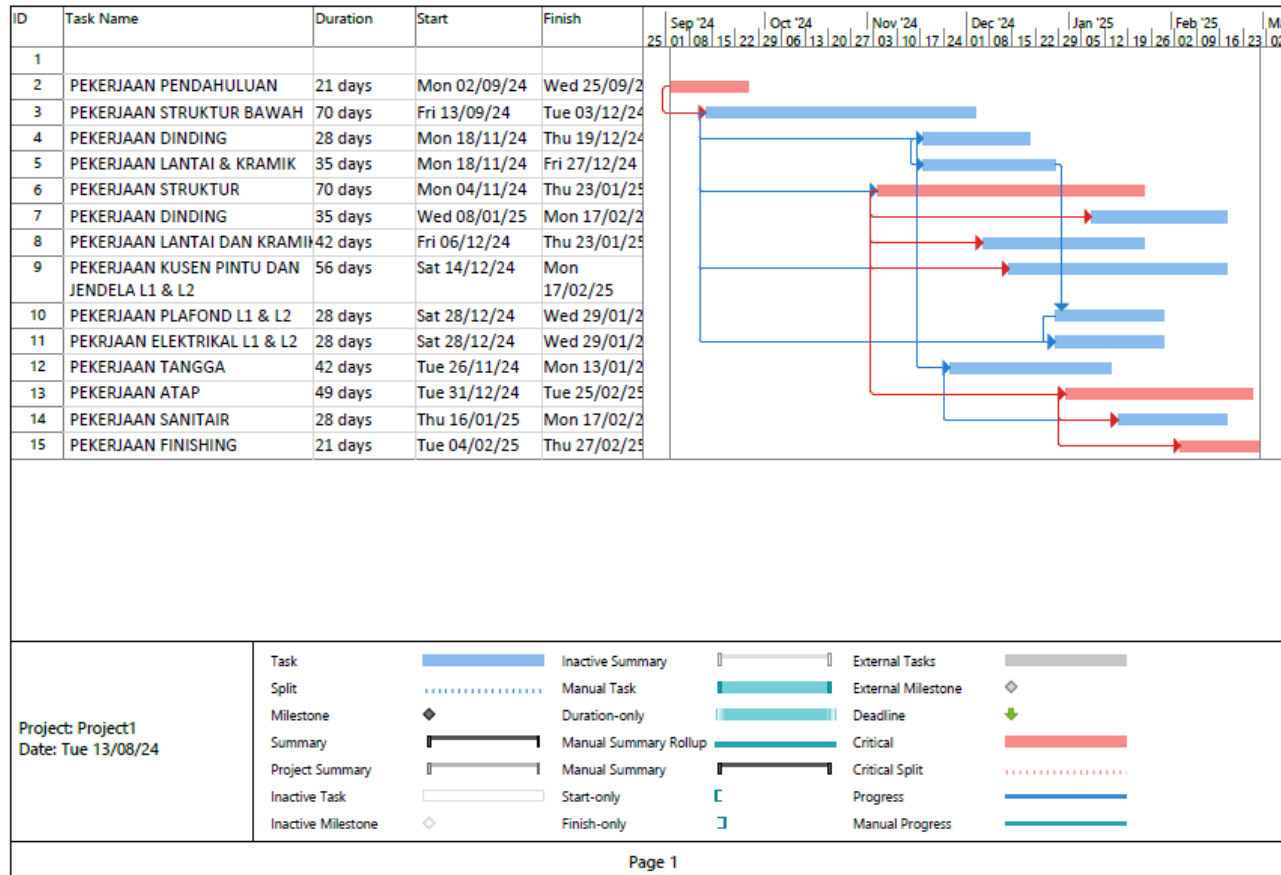 ID Task Name Duration Start Finish Sep '24 Oct '24 Nov '24 Dec '24 Jan '25 Feb '25 Ma
25 01 08 15 22 29 06 13 20 27 03 10 17 24 01 08 15 22 29 05 12 19 26 02 09 16 23 02
1
2 PEKERJAAN PENDAHULUAN 21 days Mon 02/09/24 Wed 25/09/2
3 PEKERJAAN STRUKTUR BAWAH 70 days Fri 13/09/24 Tue 03/12/24
4 PEKERJAAN DINDING 28 days Mon 18/11/24 Thu 19/12/24
5 PEKERJAAN LANTAI & KRAMIK 35 days Mon 18/11/24 Fri 27/12/24
6 PEKERJAAN STRUKTUR 70 days Mon 04/11/24 Thu 23/01/25
7 PEKERJAAN DINDING 35 days Wed 08/01/25 Mon 17/02/2
8 PEKERJAAN LANTAI DAN KRAMIK 42 days Fri 06/12/24 Thu 23/01/25
9 PEKERJAAN KUSEN PINTU DAN 56 days Sat 14/12/24 Mon
JENDELA L1 & L2 17/02/25
10 PEKERJAAN PLAFOND L1 & L2 28 days Sat 28/12/24 Wed 29/01/2
11 PEKRJAAN ELEKTRIKAL L1 & L2 28 days Sat 28/12/24 Wed 29/01/2
12 PEKERJAAN TANGGA 42 days Tue 26/11/24 Mon 13/01/2
13 PEKERJAAN ATAP 49 days Tue 31/12/24 Tue 25/02/25
14 PEKERJAAN SANITAIR 28 days Thu 16/01/25 Mon 17/02/2
15 PEKERJAAN FINISHING 21 days Tue 04/02/25 Thu 27/02/25
Project: Project1
Date: Tue 13/08/24
Task Inactive Summary External Tasks
Split Manual Task External Milestone
Milestone Duration-only Deadline
Summary Manual Summary Rollup Critical
Project Summary Manual Summary Critical Split
Inactive Task Start-only Progress
Inactive Milestone Finish-only Manual Progress
Page 1